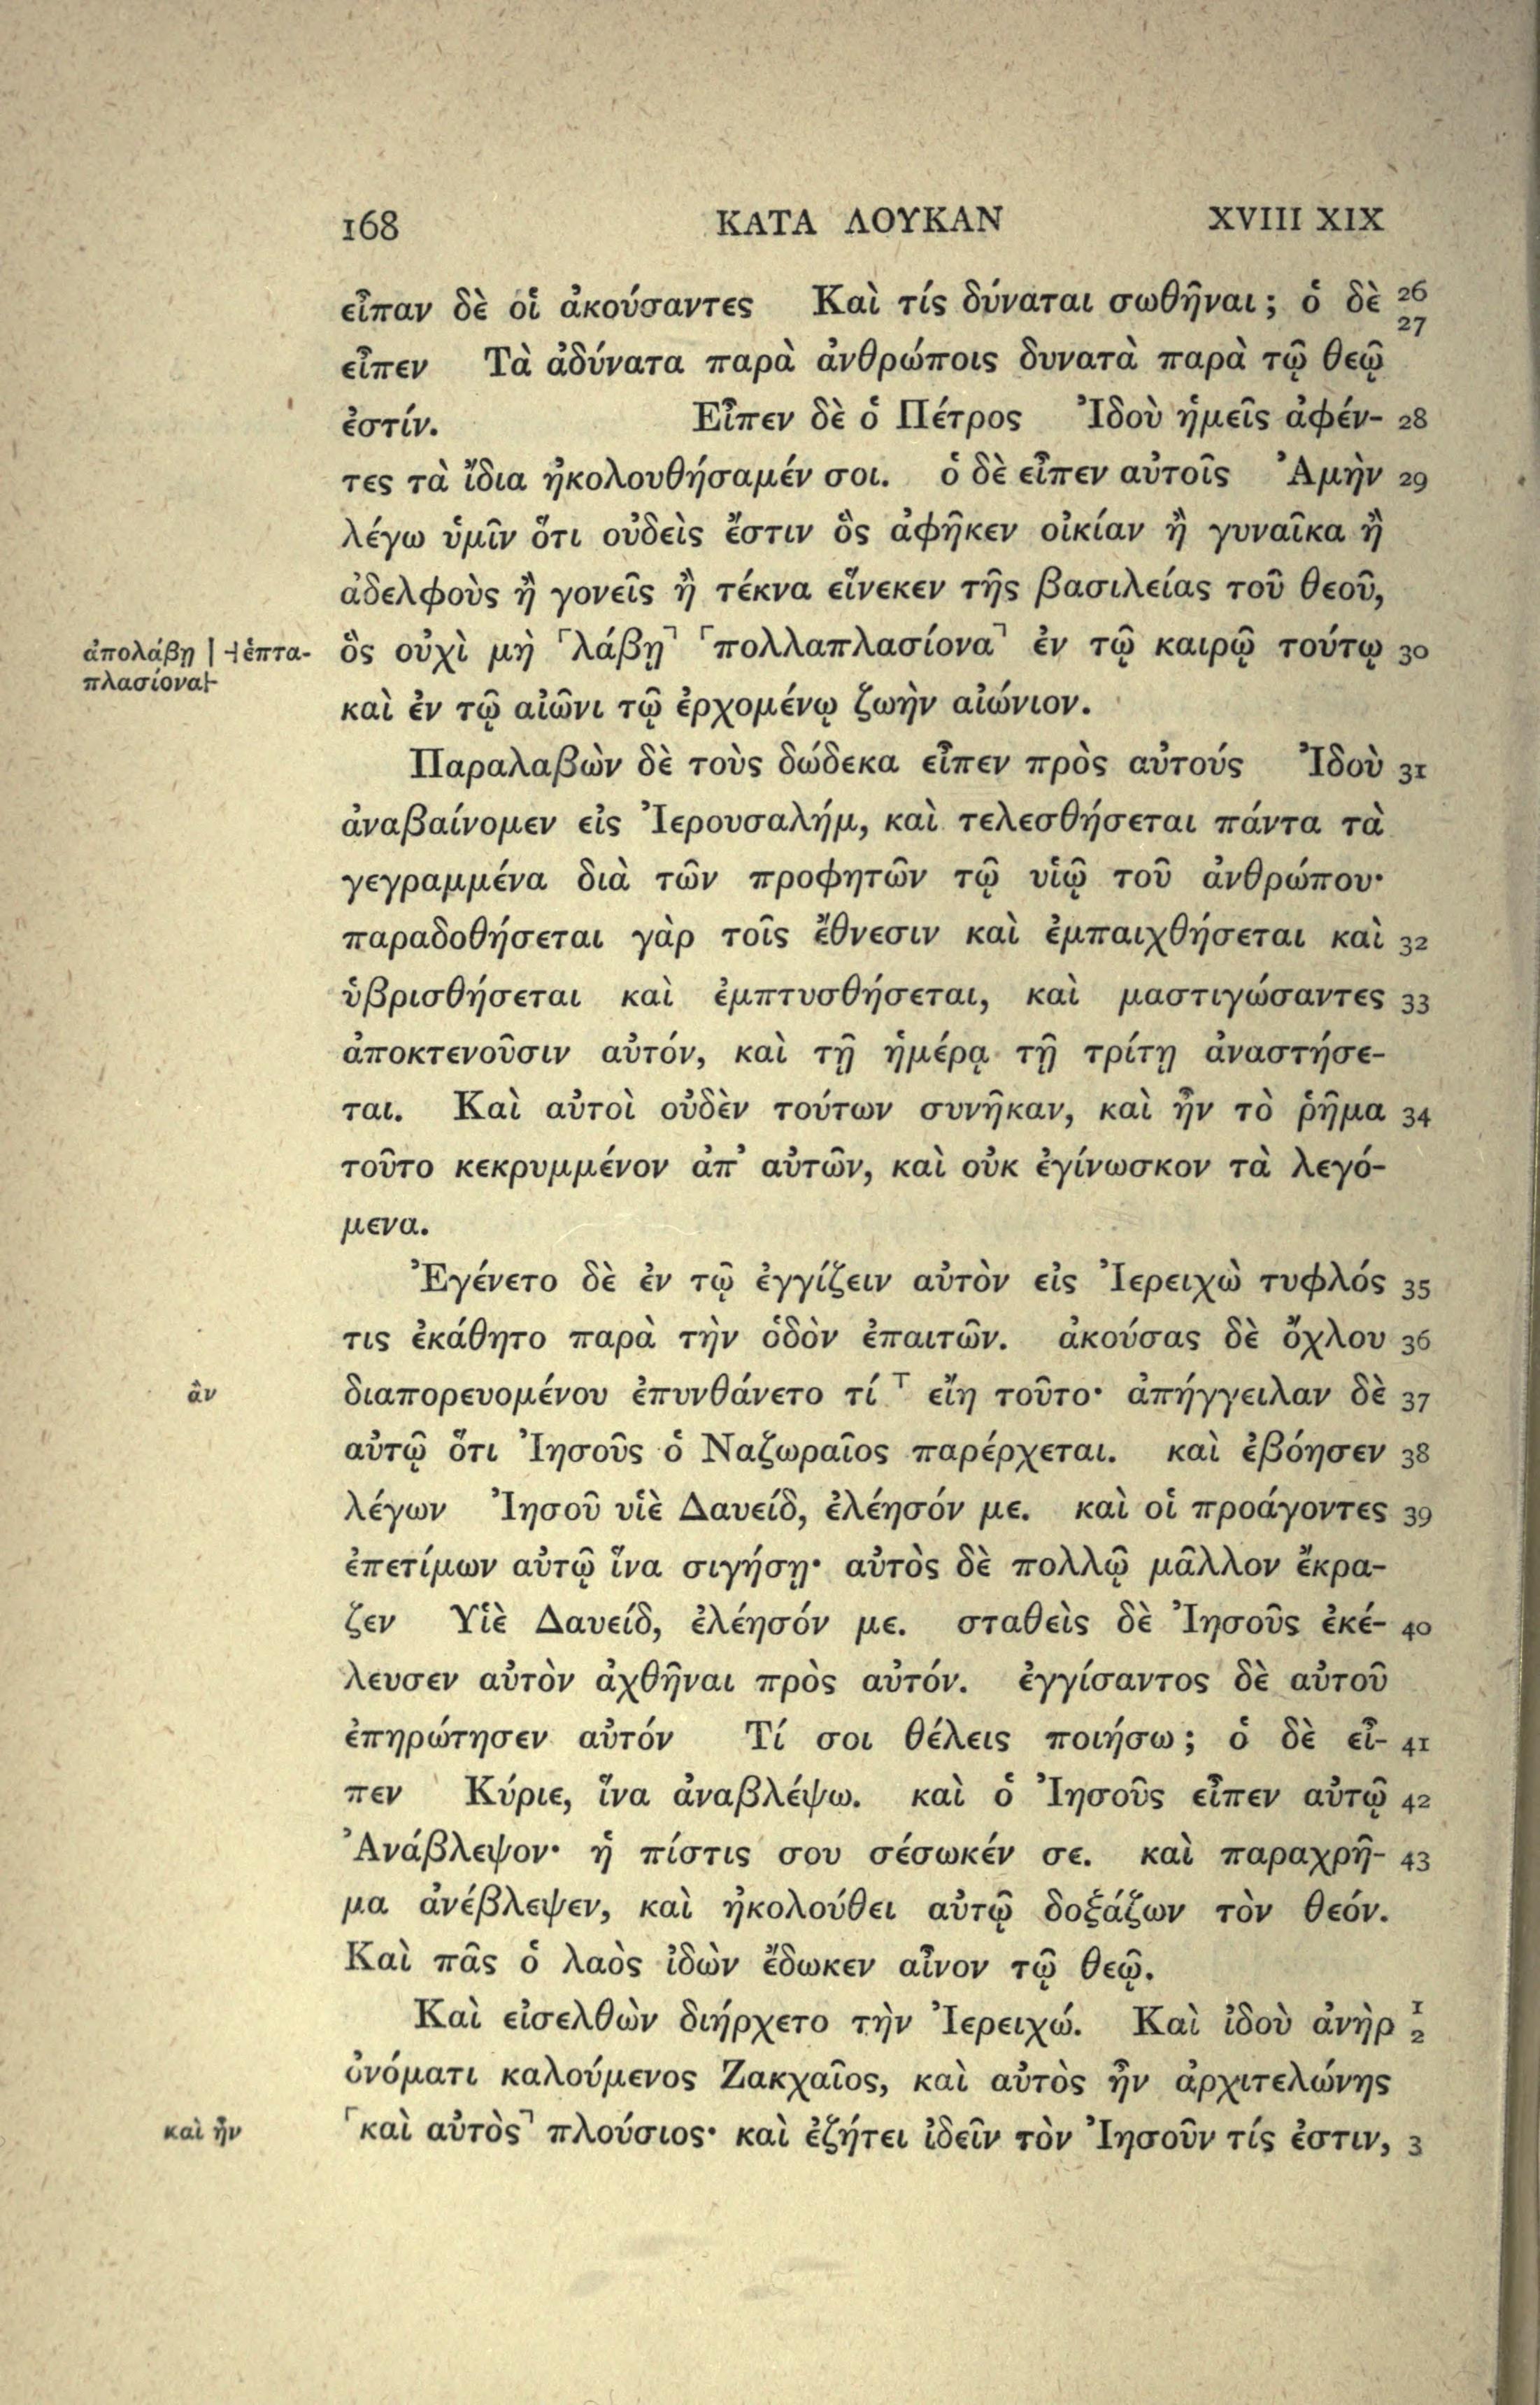 168 ΚΑΤΑ ΛΟΥΚΑΝ XVIII XIX
εἶπαν δὲ οἱ ἀκούσαντες Καὶ τίς δύναται σωθῆναι; ὁ δὲ 26 27
εἶπεν Τὰ ἀδύνατα παρὰ ἀνθρώποις δυνατὰ παρὰ τῷ θεῷ
ἐστίν. Εἶπεν δὲ ὁ Πέτρος Ἰδοὺ ἡμεῖς ἀφέν- 28
τες τὰ ἴδια ἠκολουθήσαμέν σοι. ὁ δὲ εἶπεν αὐτοῖς Ἀμὴν 29
λέγω ὑμῖν ὅτι οὐδεὶς ἔστιν ὃς ἀφῆκεν οἰκίαν ἢ γυναῖκα ἢ
ἀδελφοὺς ἢ γονεῖς ἢ τέκνα εἵνεκεν τῆς βασιλείας τοῦ θεοῦ,
ἀπολάβῃ | ⊣ἑπτα- ὃς οὐχὶ μὴ ⌜λάβῃ⌝ ⌜πολλαπλασίονα⌝ ἐν τῷ καιρῷ τούτῳ 30
πλασίονα⊢
καὶ ἐν τῷ αἰῶνι τῷ ἐρχομένῳ ζωὴν αἰώνιον.
Παραλαβὼν δὲ τοὺς δώδεκα εἶπεν πρὸς αὐτούς Ἰδοὺ 31
ἀναβαίνομεν εἰς Ἰερουσαλήμ, καὶ τελεσθήσεται πάντα τὰ
γεγραμμένα διὰ τῶν προφητῶν τῷ υἱῷ τοῦ ἀνθρώπου·
παραδοθήσεται γὰρ τοῖς ἔθνεσιν καὶ ἐμπαιχθήσεται καὶ 32
ὑβρισθήσεται καὶ ἐμπτυσθήσεται, καὶ μαστιγώσαντες 33
ἀποκτενοῦσιν αὐτόν, καὶ τῇ ἡμέρᾳ τῇ τρίτῃ ἀναστήσε-
ται. Καὶ αὐτοὶ οὐδὲν τούτων συνῆκαν, καὶ ἦν τὸ ῥῆμα 34
τοῦτο κεκρυμμένον ἀπ’ αὐτῶν, καὶ οὐκ ἐγίνωσκον τὰ λεγό-
μενα.
Ἐγένετο δὲ ἐν τῷ ἐγγίζειν αὐτὸν εἰς Ἰερειχὼ τυφλός 35
τις ἐκάθητο παρὰ τὴν ὁδὸν ἐπαιτῶν. ἀκούσας δὲ ὄχλου 36
ἂν διαπορευομένου ἐπυνθάνετο τί ⊤ εἴη τοῦτο· ἀπήγγειλαν δὲ 37
αὐτῷ ὅτι Ἰησοῦς ὁ Ναζωραῖος παρέρχεται. καὶ ἐβόησεν 38
λέγων Ἰησοῦ υἱὲ Δαυείδ, ἐλέησόν με. καὶ οἱ προάγοντες 39
ἐπετίμων αὐτῷ ἵνα σιγήσῃ· αὐτὸς δὲ πολλῷ μᾶλλον ἔκρα-
ζεν Υἱὲ Δαυείδ, ἐλέησόν με. σταθεὶς δὲ Ἰησοῦς ἐκέ- 40
λευσεν αὐτὸν ἀχθῆναι πρὸς αὐτόν. ἐγγίσαντος δὲ αὐτοῦ
ἐπηρώτησεν αὐτόν Τί σοι θέλεις ποιήσω; ὁ δὲ εἶ- 41
πεν Κύριε, ἵνα ἀναβλέψω. καὶ ὁ Ἰησοῦς εἶπεν αὐτῷ 42
Ἀνάβλεψον· ἡ πίστις σου σέσωκέν σε. καὶ παραχρῆ- 43
μα ἀνέβλεψεν, καὶ ἠκολούθει αὐτῷ δοξάζων τὸν θεόν.
Καὶ πᾶς ὁ λαὸς ἰδὼν ἔδωκεν αἶνον τῷ θεῷ.
Καὶ εἰσελθὼν διήρχετο τὴν Ἰερειχώ. Καὶ ἰδοὺ ἀνὴρ 1 2
ὀνόματι καλούμενος Ζακχαῖος, καὶ αὐτὸς ἦν ἀρχιτελώνης
καὶ ἦν ⌜καὶ αὐτὸς⌝ πλούσιος· καὶ ἐζήτει ἰδεῖν τὸν Ἰησοῦν τίς ἐστιν, 3